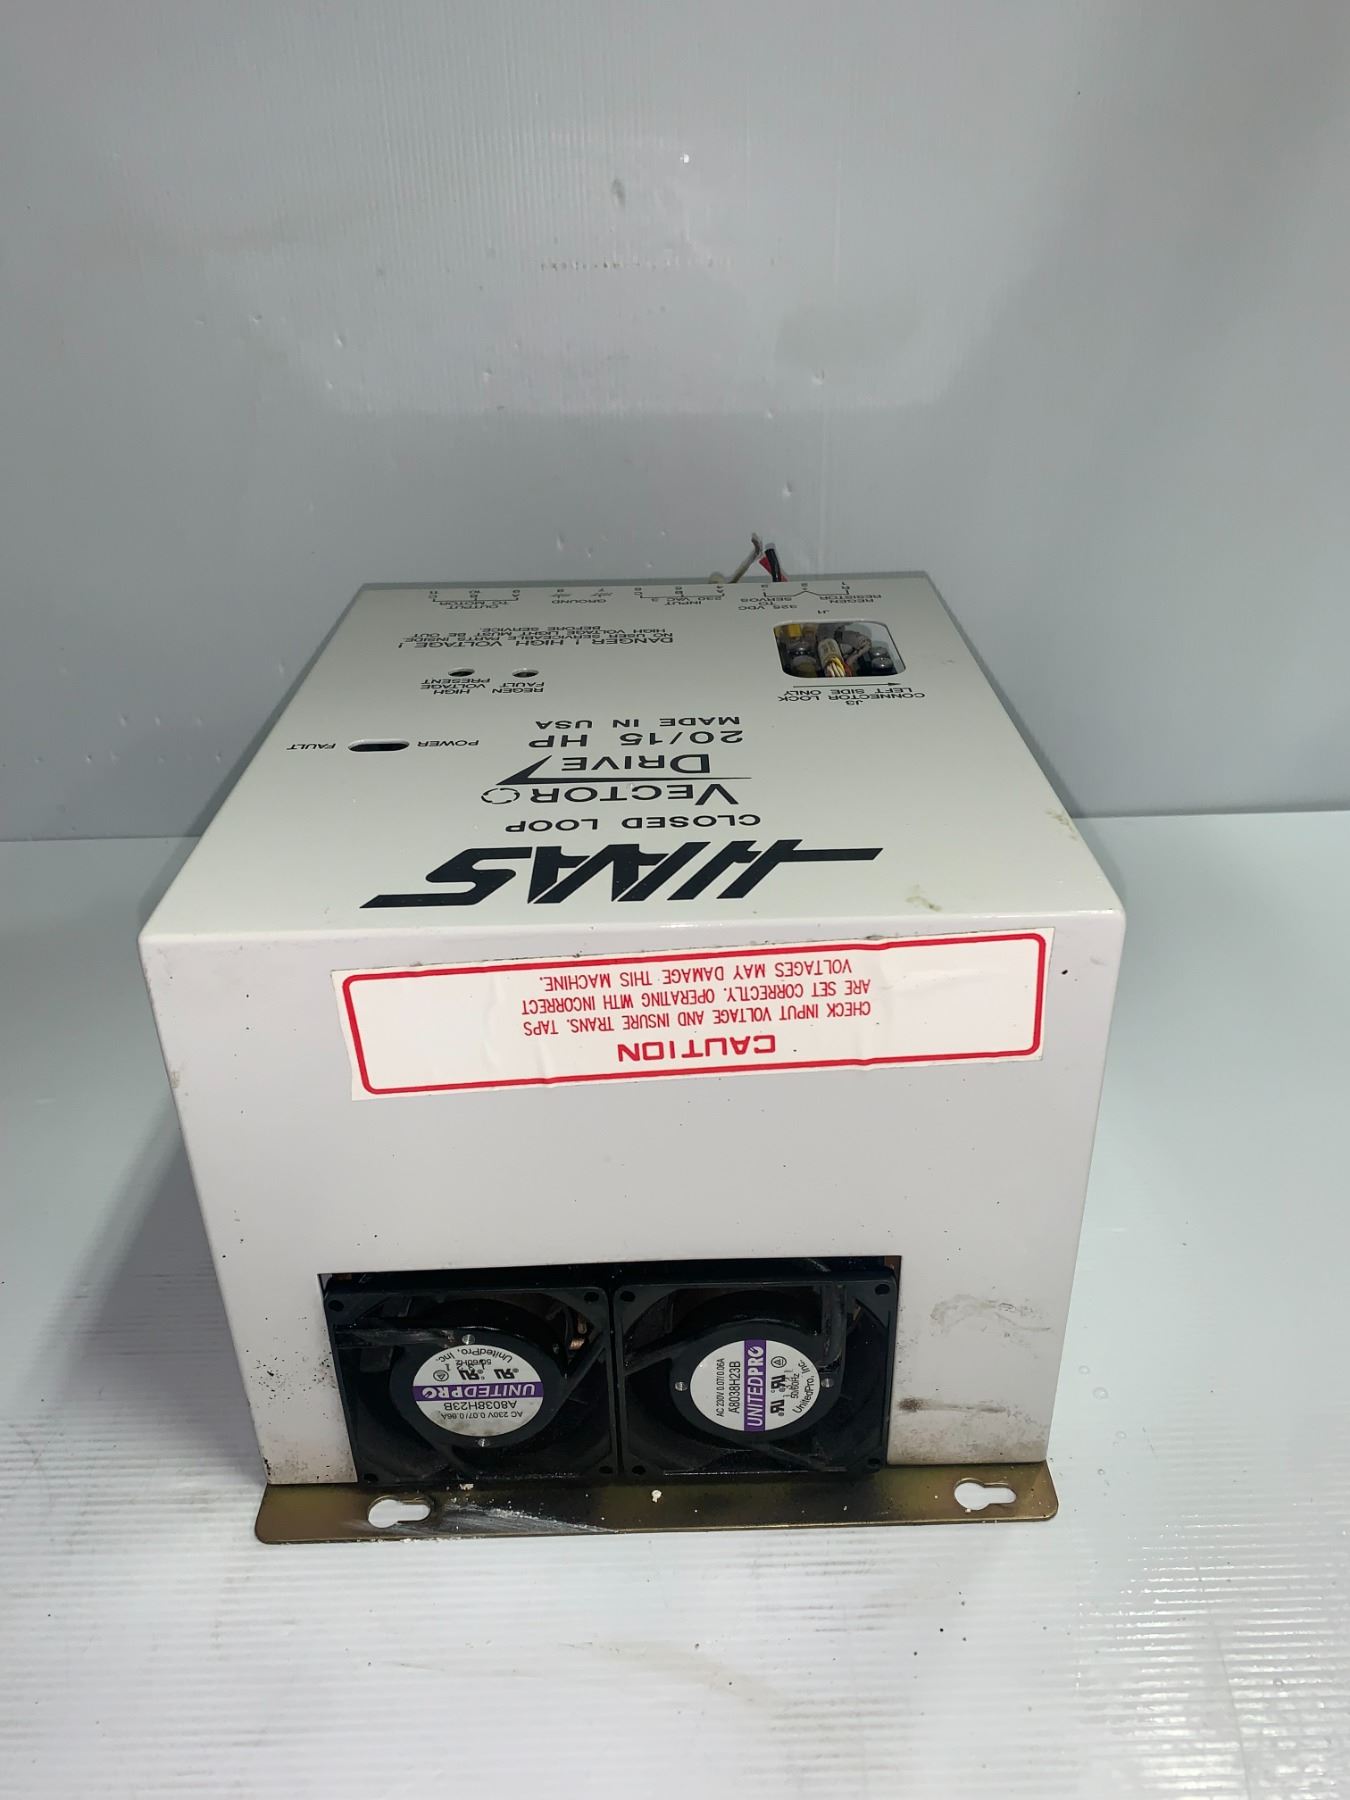 HAAS
CLOSED LOOP
VECTOR
DRIVE
20/15 HP
MADE IN USA
POWER FAULT
J3
CONNECTOR LOCK
LEFT SIDE ONLY
REGEN
FAULT
HIGH
VOLTAGE
PRESENT
DANGER ! HIGH VOLTAGE !
NO USER SERVICEABLE PARTS INSIDE.
HIGH VOLTAGE LIGHT MUST BE OUT
BEFORE SERVICE.
J1
REGEN
RESISTOR
325 VDC
TO
SERVOS
230 VAC
INPUT
GROUND
OUTPUT
TO MOTOR
CAUTION
CHECK INPUT VOLTAGE AND INSURE TRANS. TAPS
ARE SET CORRECTLY. OPERATING WITH INCORRECT
VOLTAGES MAY DAMAGE THIS MACHINE.
AC 230V 0.07/0.06A
A8038H23B
UNITEDPRO
50/60Hz
UnitedPro, Inc.
AC 230V 0.07/0.06A
A8038H23B
UNITEDPRO
50/60Hz
UnitedPro, Inc.